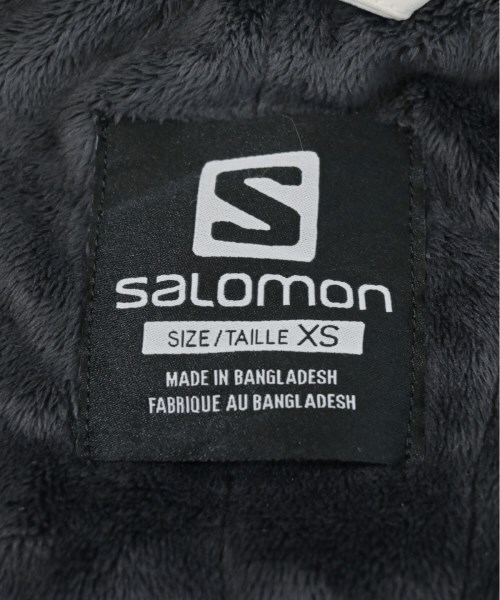 S
salomon
SIZE/TAILLE XS
MADE IN BANGLADESH
FABRIQUE AU BANGLADESH